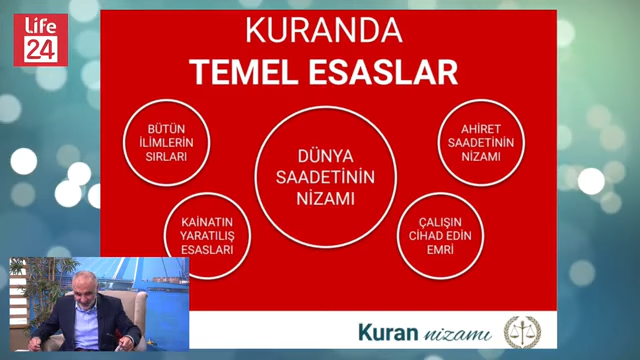 Life
24
KURANDA
TEMEL ESASLAR
BÜTÜN
İLİMLERİN
SIRLARI
DÜNYA
SAADETİNİN
NİZAMI
AHİRET
SAADETİNİN
NİZAMI
KAİNATIN
YARATILIŞ
ESASLARI
ÇALIŞIN
CİHAD EDİN
EMRİ
Kuran nizamı